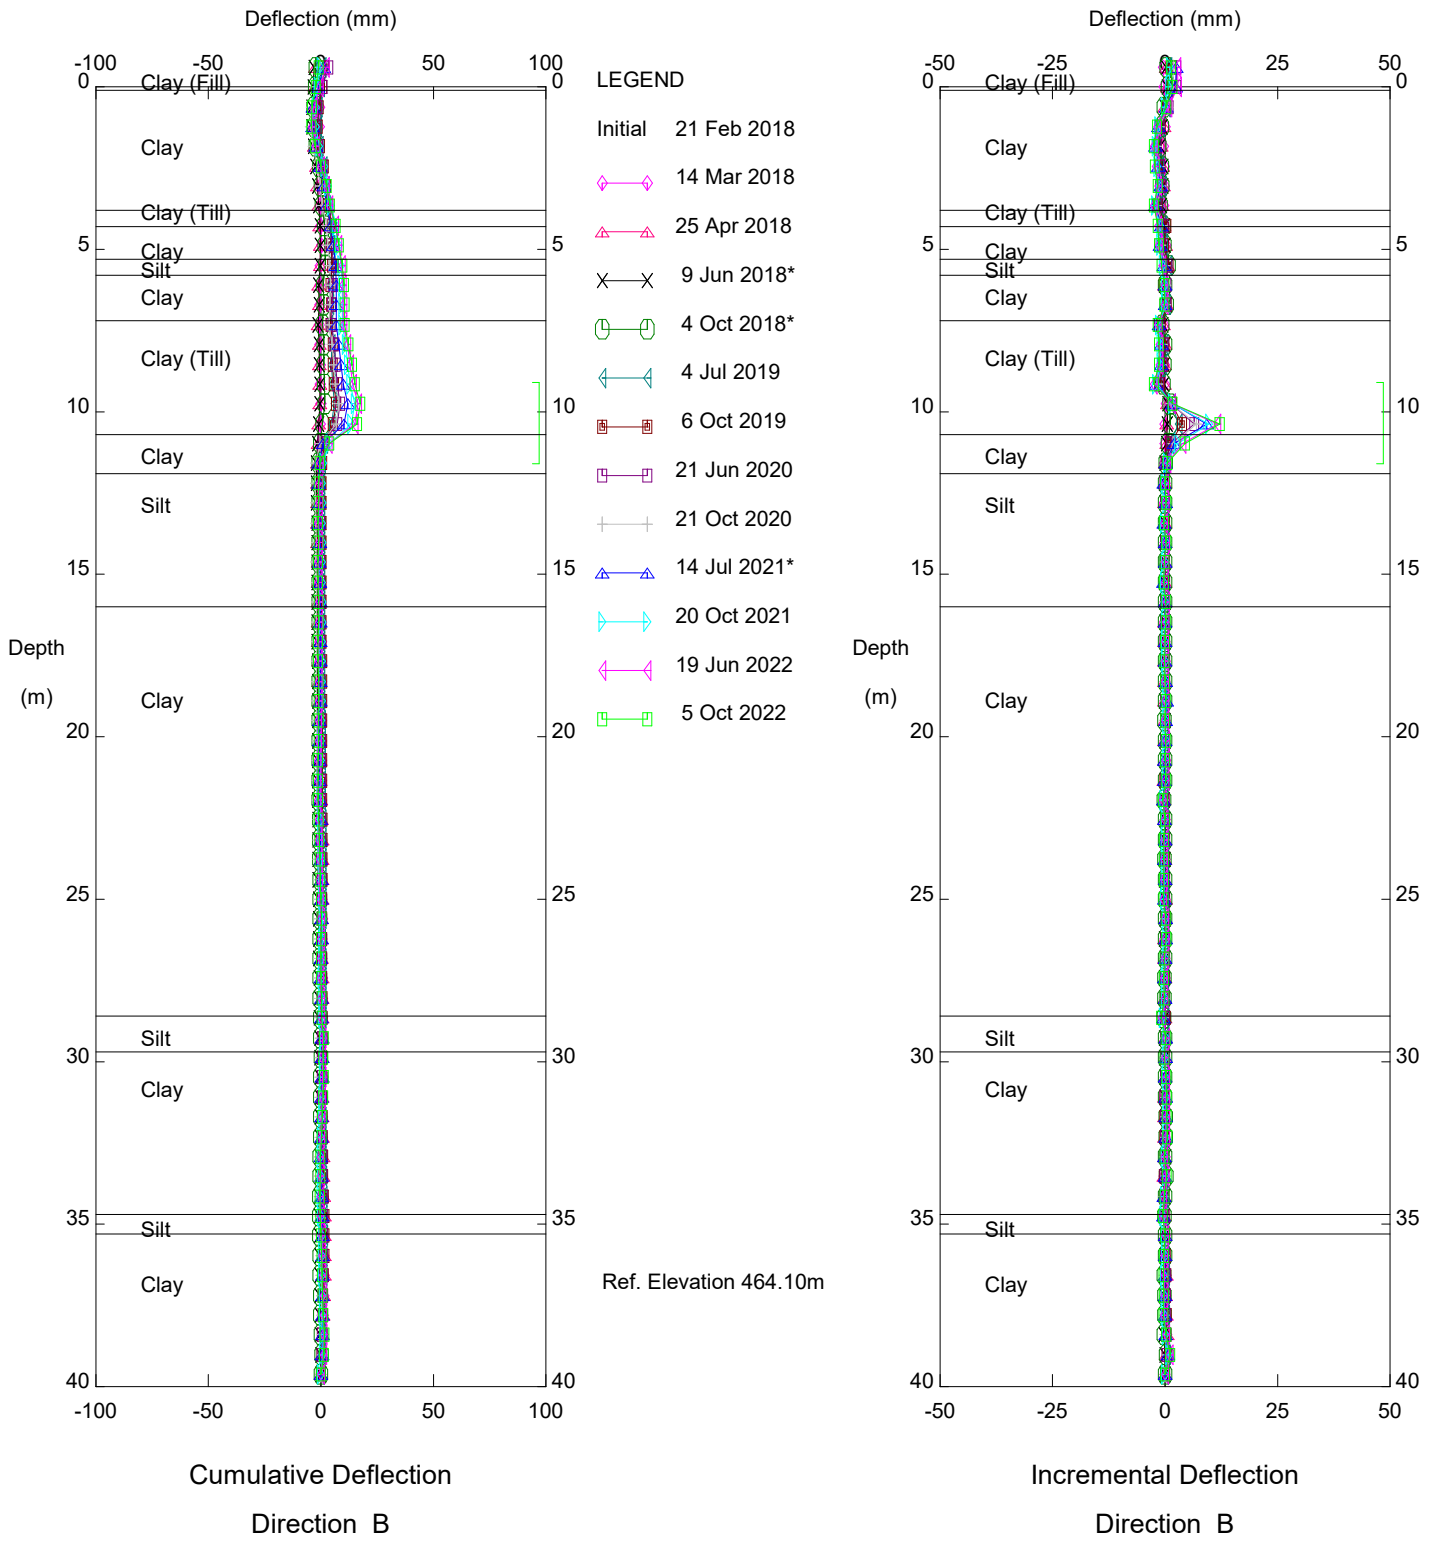 Deflection (mm)
-100 -50 0 50 100
0 0
Clay (Fill)
Clay
Clay (Till)
5 5
Clay
Silt
Clay
Clay (Till)
10 10
Clay
Silt
15 15
Depth
(m)
Clay
20 20
25 25
Silt
30 30
Clay
35 35
Silt
Clay
40 40
-100 -50 0 50 100
Cumulative Deflection
Direction B
LEGEND
Initial 21 Feb 2018
14 Mar 2018
25 Apr 2018
9 Jun 2018*
4 Oct 2018*
4 Jul 2019
6 Oct 2019
21 Jun 2020
21 Oct 2020
14 Jul 2021*
20 Oct 2021
19 Jun 2022
5 Oct 2022
Ref. Elevation 464.10m
Deflection (mm)
-50 -25 0 25 50
0 0
Clay (Fill)
Clay
Clay (Till)
5 5
Clay
Silt
Clay
Clay (Till)
10 10
Clay
Silt
15 15
Depth
(m)
Clay
20 20
25 25
Silt
30 30
Clay
35 35
Silt
Clay
40 40
-50 -25 0 25 50
Incremental Deflection
Direction B